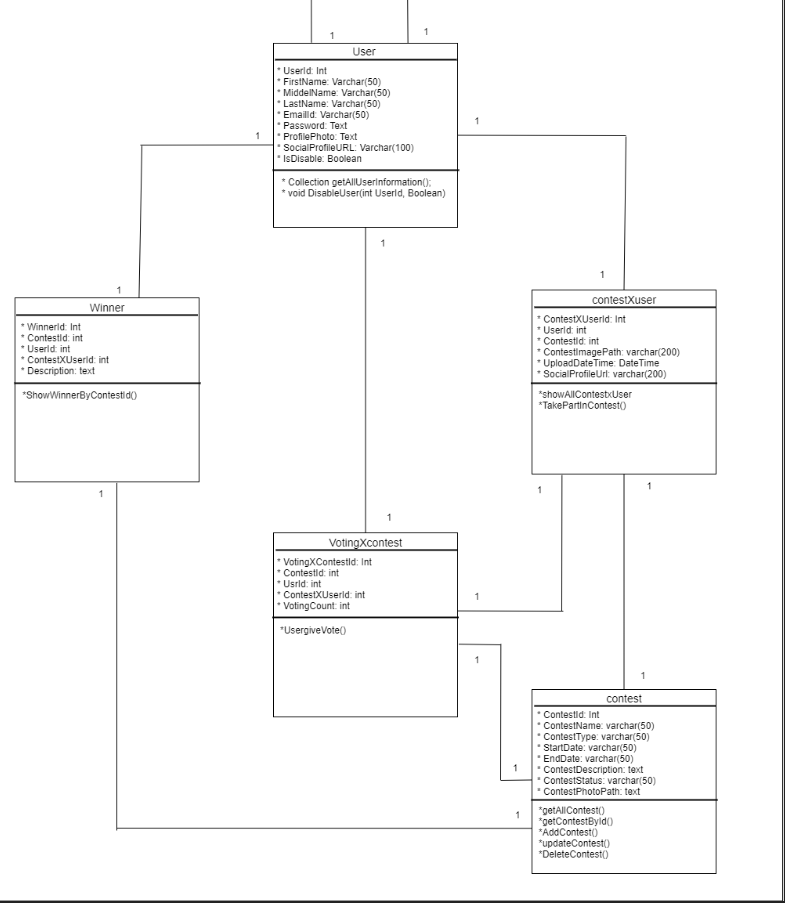 1
1
User
* UserId: Int
* FirstName: Varchar(50)
* MiddelName: Varchar(50)
* LastName: Varchar(50)
* EmailId: Varchar(50)
* Password: Text
* ProfilePhoto: Text
* SocialProfileURL: Varchar(100)
* IsDisable: Boolean
* Collection getAllUserInformation();
* void DisableUser(int UserId, Boolean)
1
1
1
1
1
Winner
* WinnerId: Int
* ContestId: int
* UserId: int
* ContestXUserId: int
* Description: text
*ShowWinnerByContestId()
contestXuser
* ContestXUserId: Int
* UserId: int
* ContestId: int
* ContestImagePath: varchar(200)
* UploadDateTime: DateTime
* SocialProfileUrl: varchar(200)
*showAllContestxUser
*TakePartInContest()
1
1
1
1
VotingXcontest
* VotingXContestId: Int
* ContestId: int
* UsrId: int
* ContestXUserId: int
* VotingCount: int
*UsergiveVote()
1
1
1
1
1
contest
* ContestId: Int
* ContestName: varchar(50)
* ContestType: varchar(50)
* StartDate: varchar(50)
* EndDate: varchar(50)
* ContestDescription: text
* ContestStatus: varchar(50)
* ContestPhotoPath: text
*getAllContest()
*getContestById()
*AddContest()
*updateContest()
*DeleteContest()